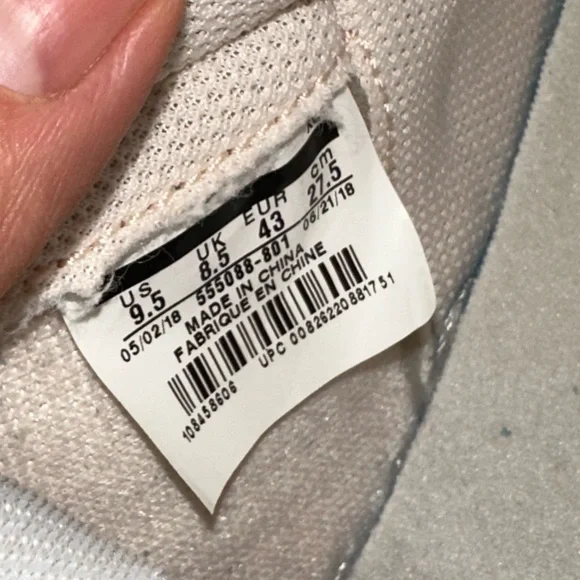 US UK EUR cm
9.5 8.5 43 27.5
05/02/18 555088-801 06/21/18
MADE IN CHINA
FABRIQUE EN CHINE
108458606 UPC 00826220881751